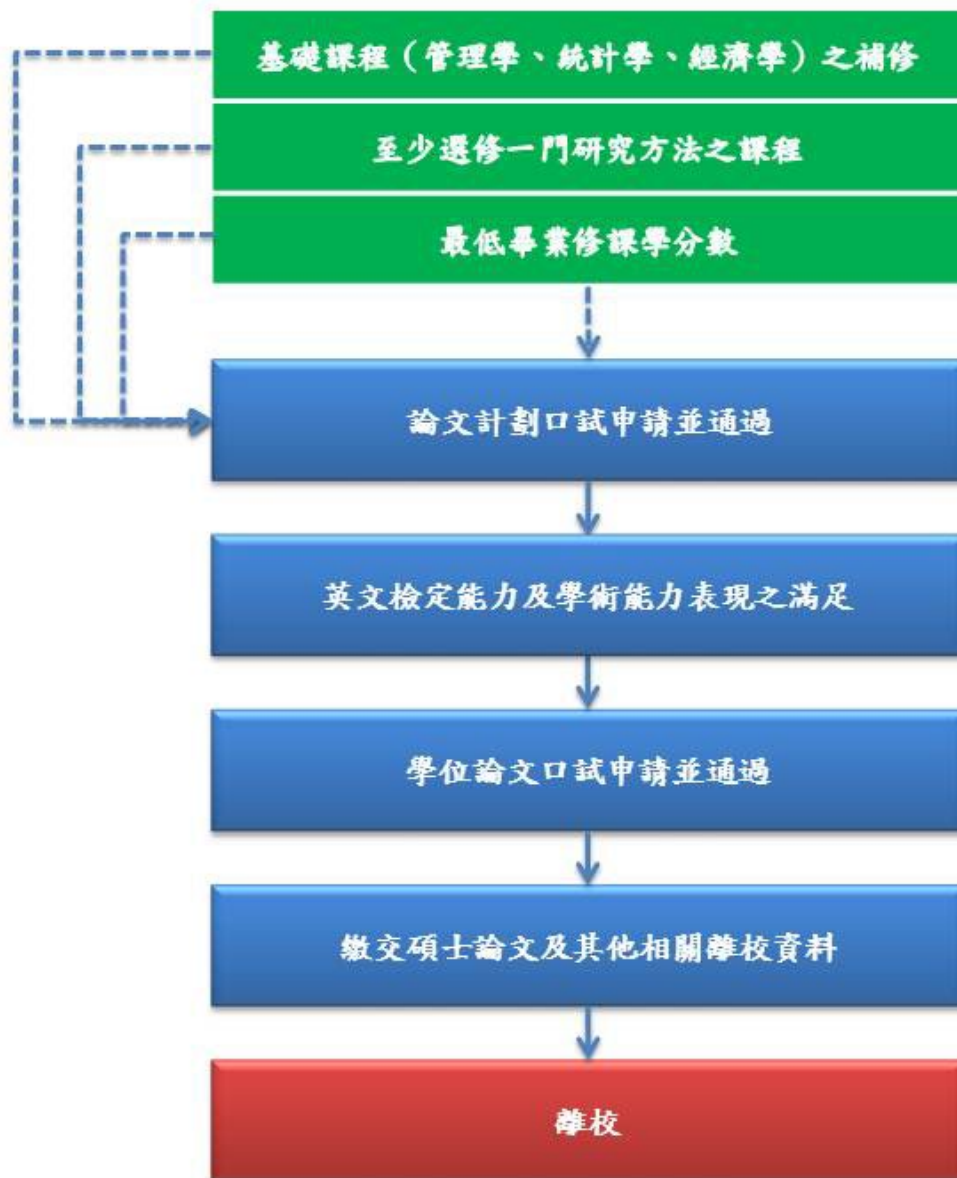 基礎課程（管理學、統計學、經濟學）之補修
至少選修一門研究方法之課程
最低畢業修課學分數
論文計劃口試申請並通過
英文檢定能力及學術能力表現之滿足
學位論文口試申請並通過
繳交碩士論文及其他相關離校資料
離校